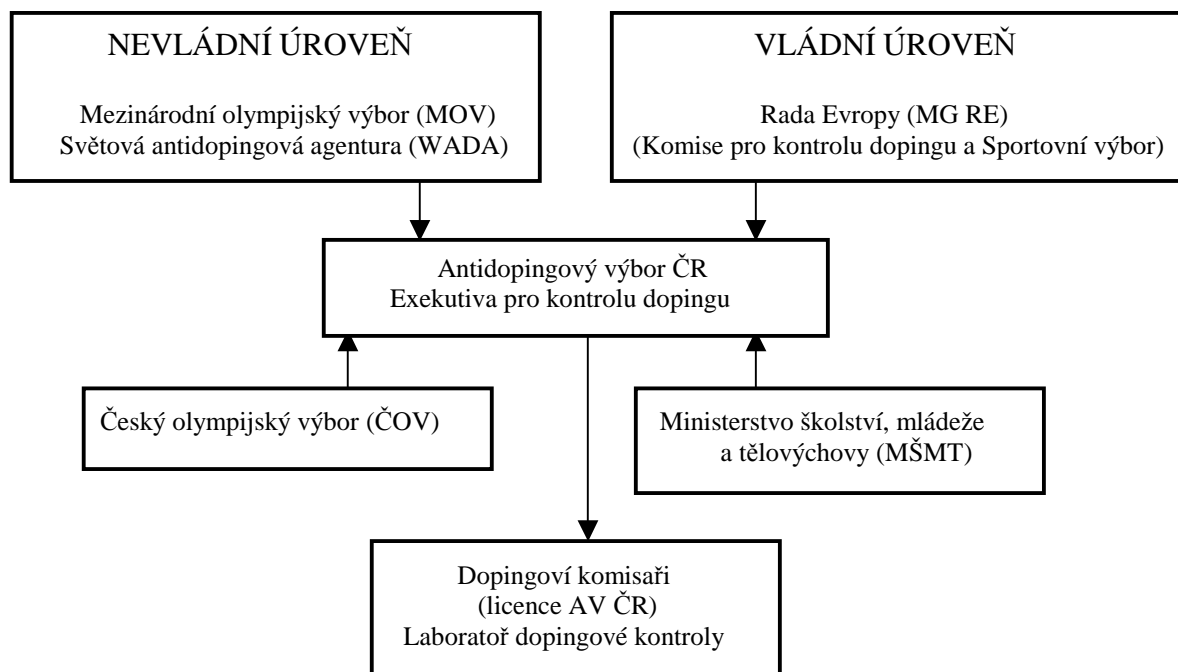 NEVLÁDNÍ ÚROVEŇ
Mezinárodní olympijský výbor (MOV)
Světová antidopingová agentura (WADA)
VLÁDNÍ ÚROVEŇ
Rada Evropy (MG RE)
(Komise pro kontrolu dopingu a Sportovní výbor)
Antidopingový výbor ČR
Exekutiva pro kontrolu dopingu
Český olympijský výbor (ČOV)
Ministerstvo školství, mládeže
a tělovýchovy (MŠMT)
Dopingoví komisaři
(licence AV ČR)
Laboratoř dopingové kontroly